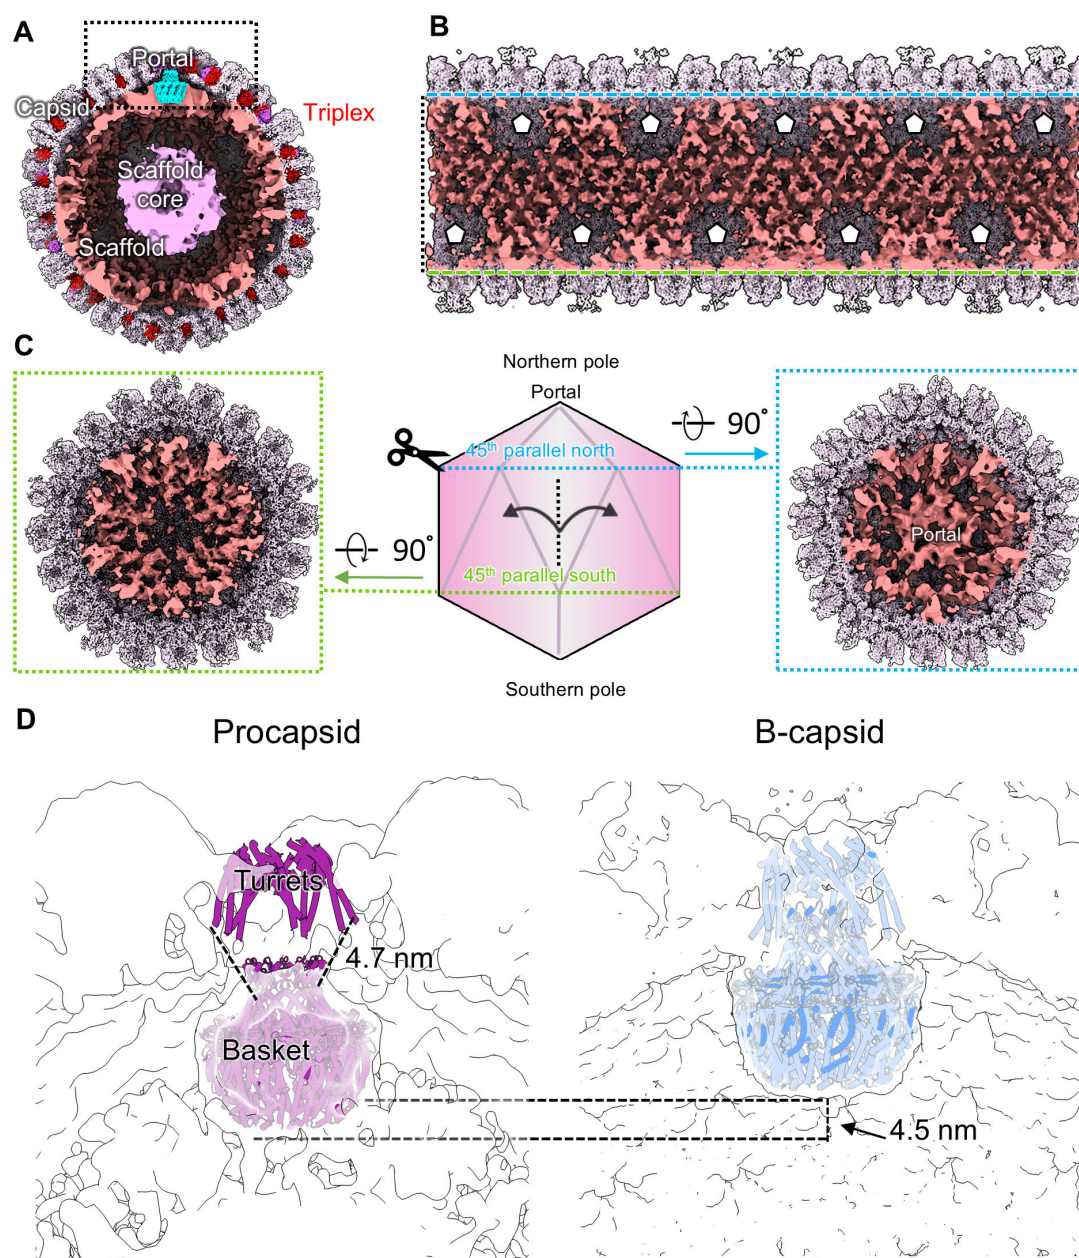 A
Portal
Capsid
Triplex
Scaffold
core
Scaffold
B
C
Northern pole
Portal
45th parallel north
90°
90°
45th parallel south
Portal
Southern pole
D
Procapsid
B-capsid
Turrets
4.7 nm
Basket
4.5 nm